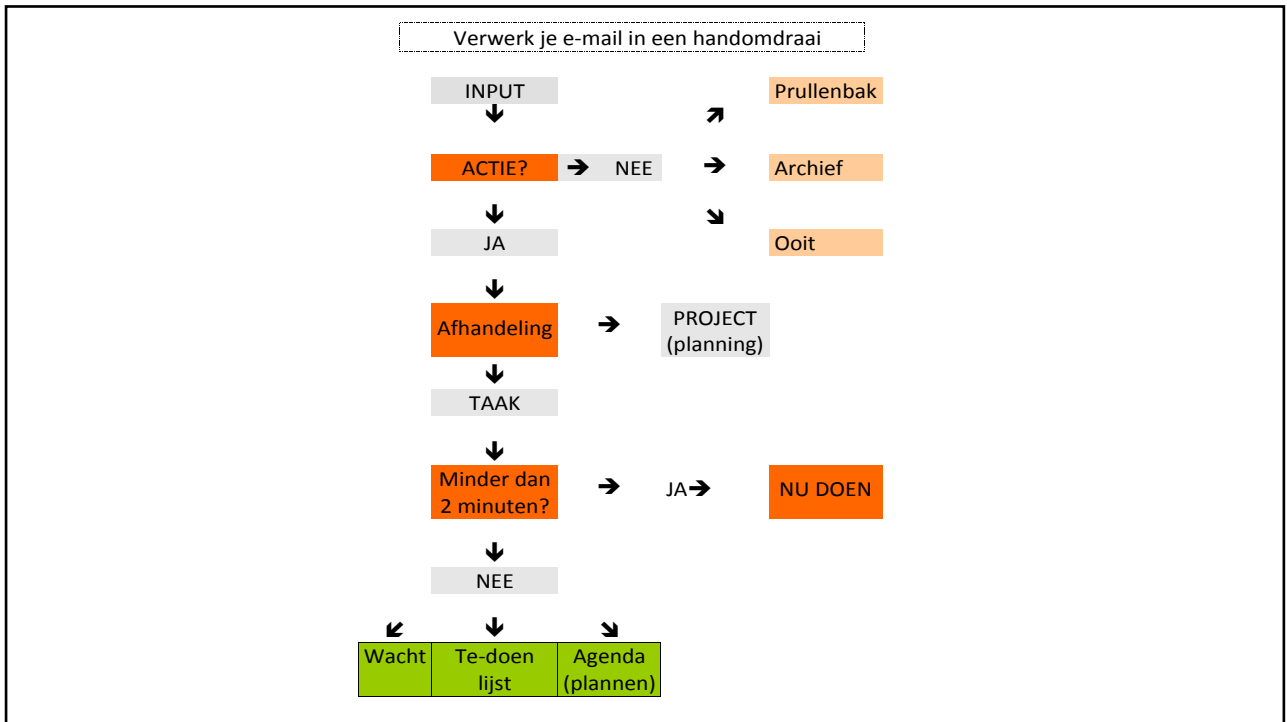 Verwerk je e-mail in een handomdraai
INPUT
Prullenbak
ACTIE?
NEE
Archief
JA
Ooit
Afhandeling
PROJECT
(planning)
TAAK
Minder dan
2 minuten?
JA
NU DOEN
NEE
Wacht
Te-doen
lijst
Agenda
(plannen)